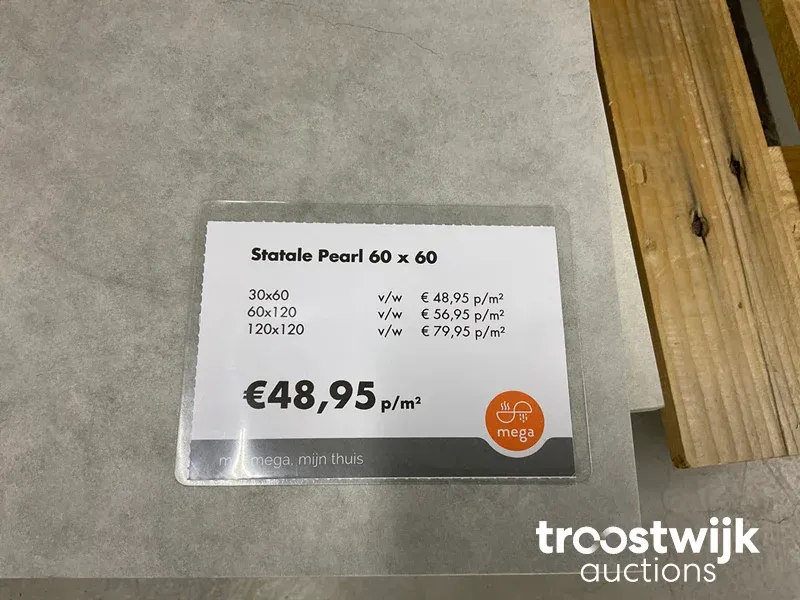 Statale Pearl 60 x 60
30x60 v/w € 48,95 p/m²
60x120 v/w € 56,95 p/m²
120x120 v/w € 79,95 p/m²
€48,95 p/m²
mega
mega, mijn thuis
troostwijk
auctions